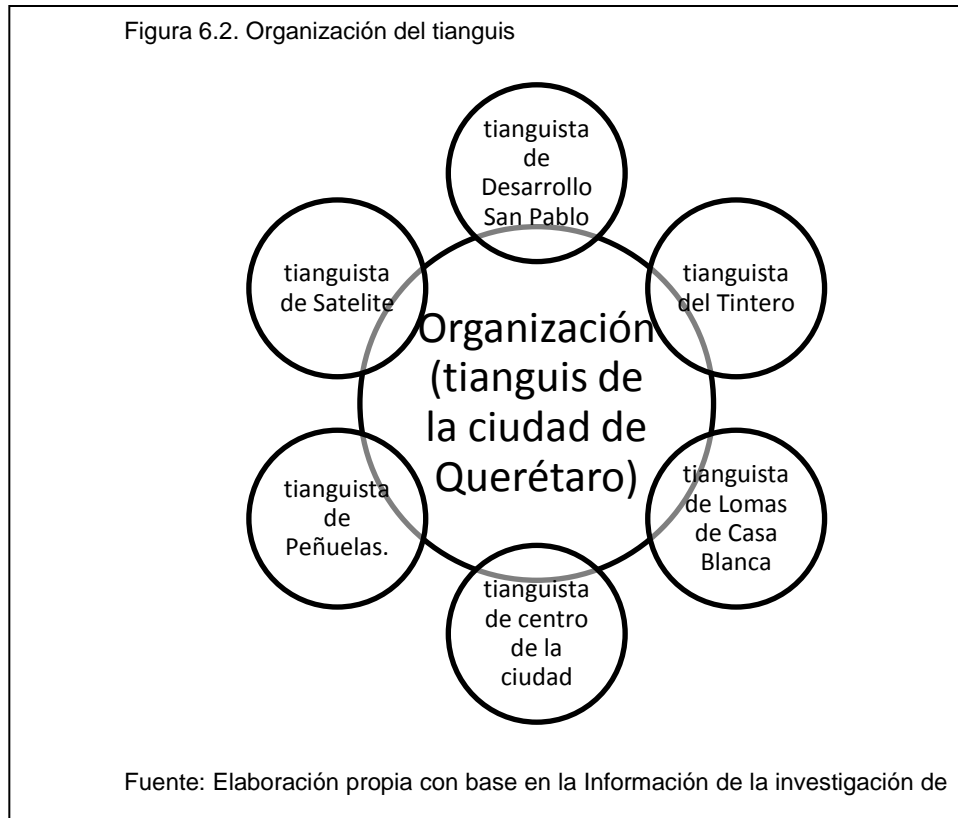 Figura 6.2. Organización del tianguis
tianguista
de
Desarrollo
San Pablo
tianguista
del Tintero
tianguista
de Lomas
de Casa
Blanca
tianguista
de centro
de la
ciudad
tianguista
de
Peñuelas.
tianguista
de Satelite
Organización
(tianguis de
la ciudad de
Querétaro)
Fuente: Elaboración propia con base en la Información de la investigación de